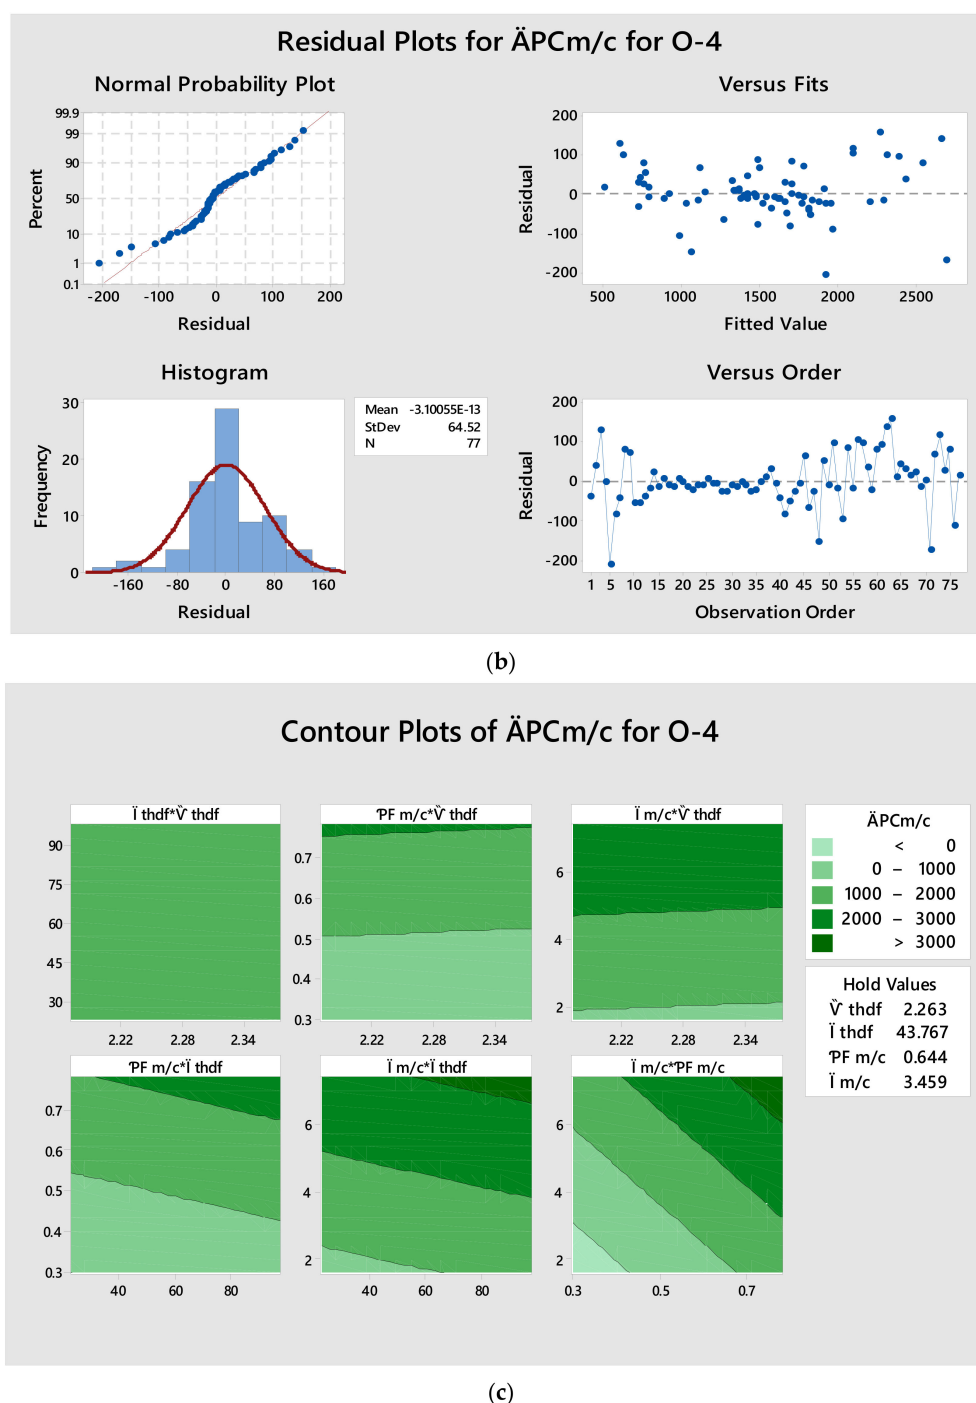 Residual Plots for ÄPCm/c for O-4
Normal Probability Plot
99.9
99
90
50
10
1
0.1
Percent
-200 -100 0 100 200
Residual
Versus Fits
200
100
0
-100
-200
Residual
500 1000 1500 2000 2500
Fitted Value
Histogram
30
20
10
0
Frequency
-160 -80 0 80 160
Residual
Mean -3.10055E-13
StDev 64.52
N 77
Versus Order
200
100
0
-100
-200
Residual
1 5 10 15 20 25 30 35 40 45 50 55 60 65 70 75
Observation Order
(b)
Contour Plots of ÄPCm/c for O-4
Ï thdf*Ѷ thdf
90
75
60
45
30
2.22 2.28 2.34
ƤF m/c*Ѷ thdf
0.7
0.6
0.5
0.4
0.3
2.22 2.28 2.34
Ï m/c*Ѷ thdf
6
4
2
2.22 2.28 2.34
ÄPCm/c
< 0
0 – 1000
1000 – 2000
2000 – 3000
> 3000
Hold Values
Ѷ thdf 2.263
Ï thdf 43.767
ƤF m/c 0.644
Ï m/c 3.459
ƤF m/c*Ï thdf
0.7
0.6
0.5
0.4
0.3
40 60 80
Ï m/c*Ï thdf
6
4
2
40 60 80
Ï m/c*ƤF m/c
6
4
2
0.3 0.5 0.7
(c)